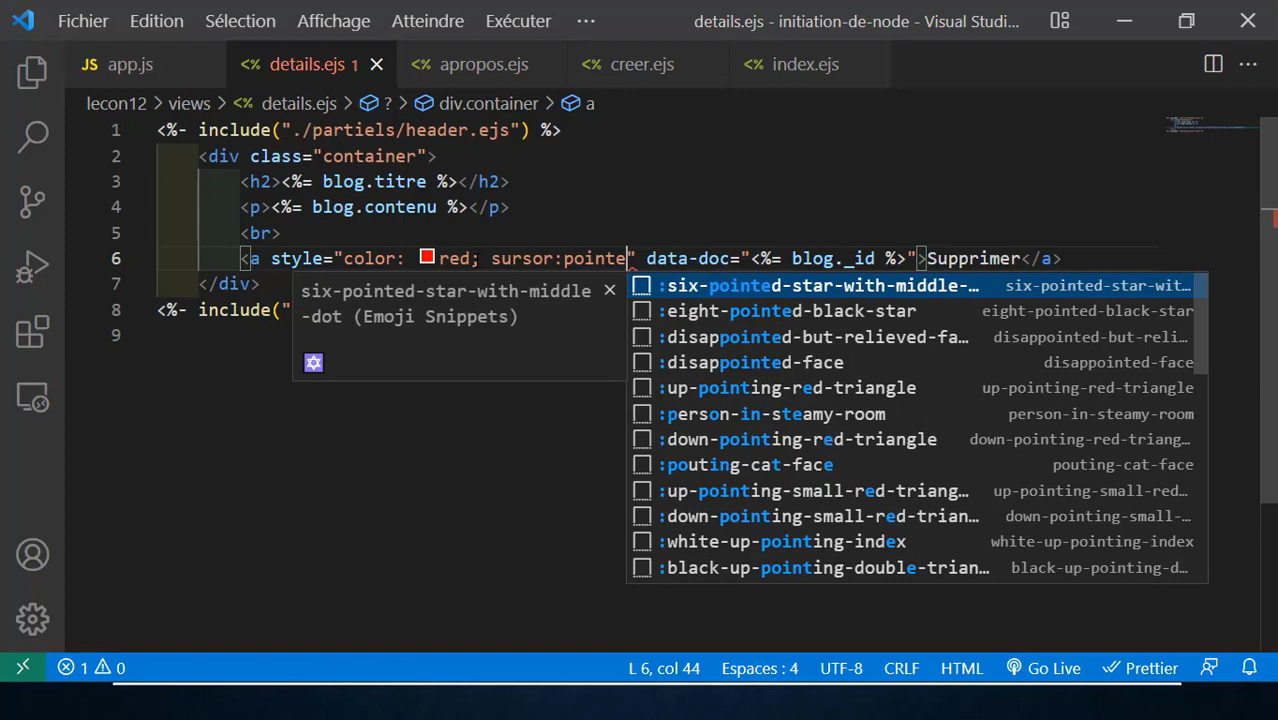 Fichier Edition Sélection Affichage Atteindre Exécuter ··· details.ejs - initiation-de-node - Visual Studi...
JS app.js <% details.ejs 1 <% apropos.ejs <% creer.ejs <% index.ejs ···
lecon12 > views > <% details.ejs > ? > div.container > a
1 <%- include("./partiels/header.ejs") %>
2 <div class="container">
3 <h2><%= blog.titre %></h2>
4 <p><%= blog.contenu %></p>
5 <br>
6 <a style="color: red; sursor:pointe" data-doc="<%= blog._id %>">Supprimer</a>
7 </div>
8 <%- include("
9
six-pointed-star-with-middle
-dot (Emoji Snippets)
:six-pointed-star-with-middle-… six-pointed-star-wit…
:eight-pointed-black-star eight-pointed-black-star
:disappointed-but-relieved-fa… disappointed-but-reli…
:disappointed-face disappointed-face
:up-pointing-red-triangle up-pointing-red-triangle
:person-in-steamy-room person-in-steamy-room
:down-pointing-red-triangle down-pointing-red-triang…
:pouting-cat-face pouting-cat-face
:up-pointing-small-red-triang… up-pointing-small-red…
:down-pointing-small-red-trian… down-pointing-small-…
:white-up-pointing-index white-up-pointing-index
:black-up-pointing-double-trian… black-up-pointing-d…
1 0 L 6, col 44 Espaces : 4 UTF-8 CRLF HTML Go Live Prettier